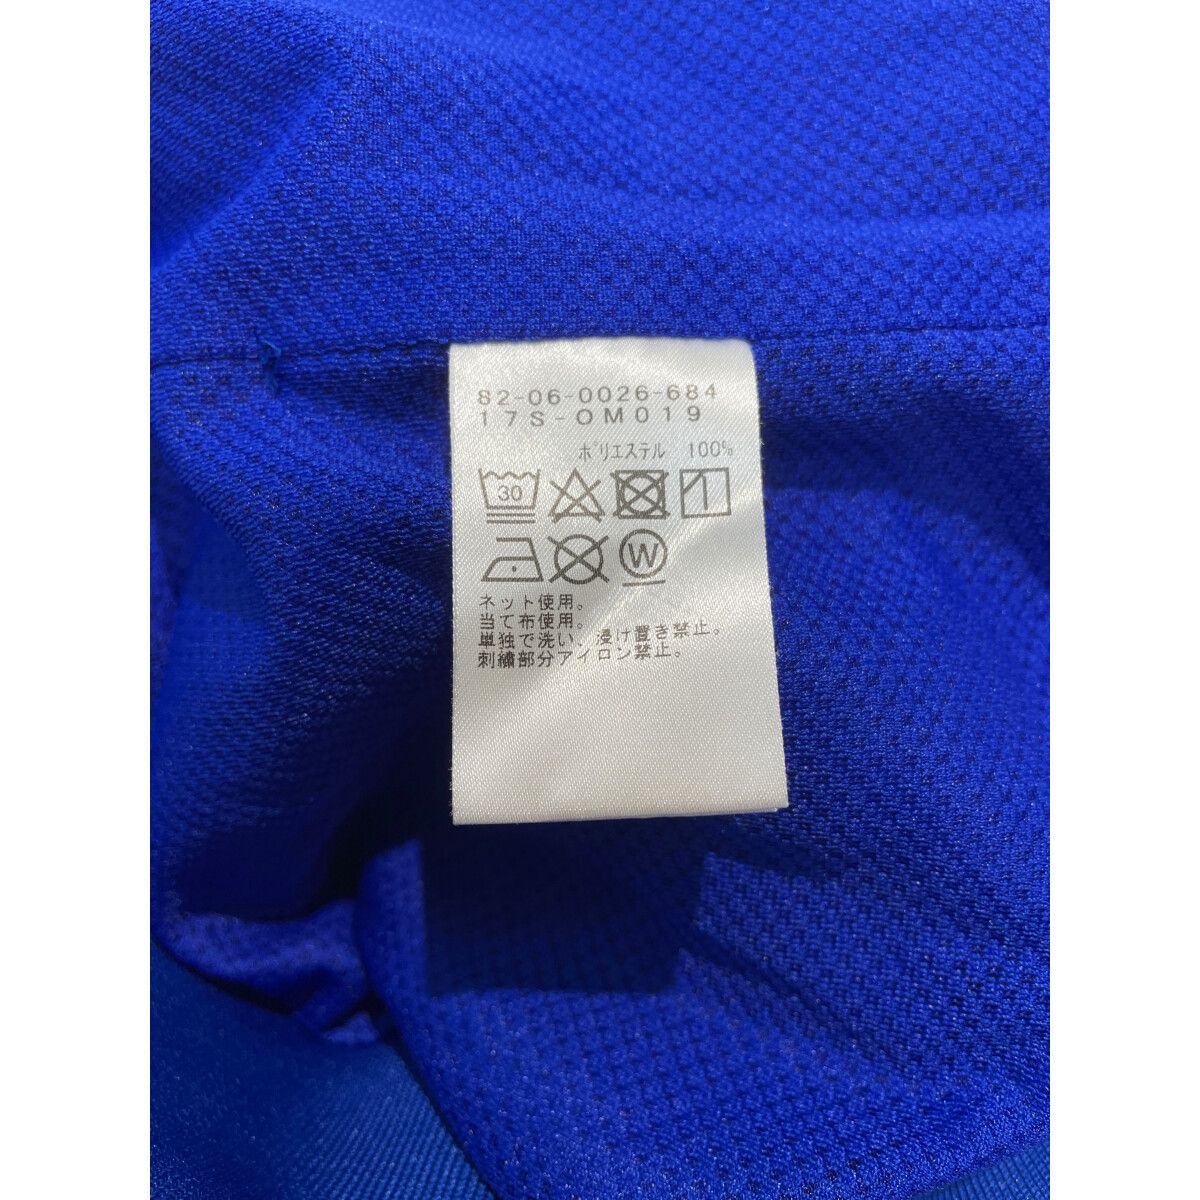 82-06-0026-684
17S-OM019
ポリエステル 100%
30
W
ネット使用。
当て布使用。
単独で洗い、浸け置き禁止。
刺繍部分アイロン禁止。